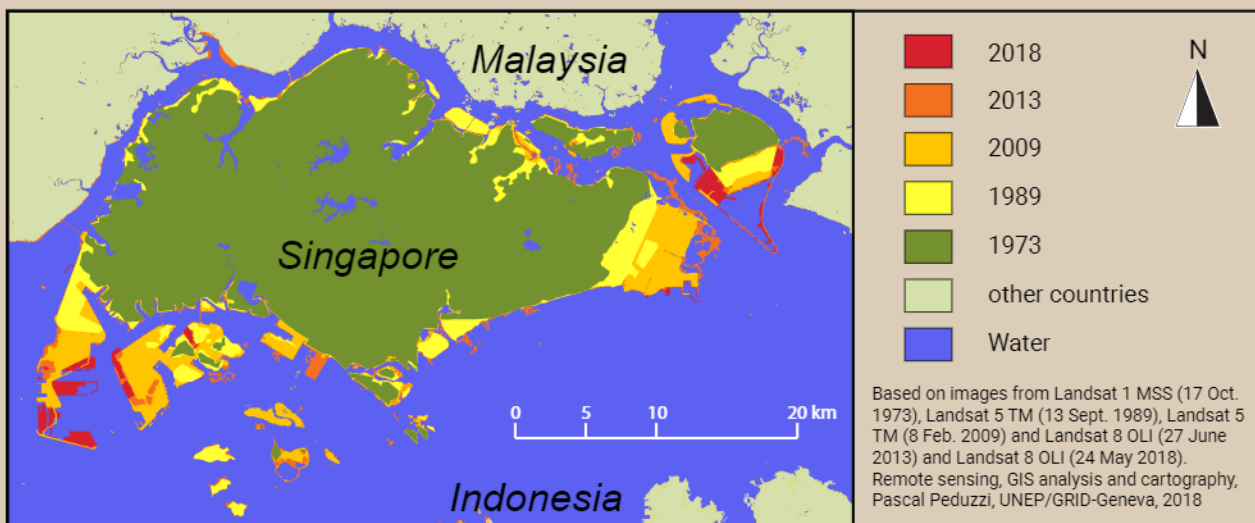 Malaysia
Singapore
Indonesia
0 5 10 20 km
2018
2013
2009
1989
1973
other countries
Water
N
Based on images from Landsat 1 MSS (17 Oct.
1973), Landsat 5 TM (13 Sept. 1989), Landsat 5
TM (8 Feb. 2009) and Landsat 8 OLI (27 June
2013) and Landsat 8 OLI (24 May 2018).
Remote sensing, GIS analysis and cartography,
Pascal Peduzzi, UNEP/GRID-Geneva, 2018